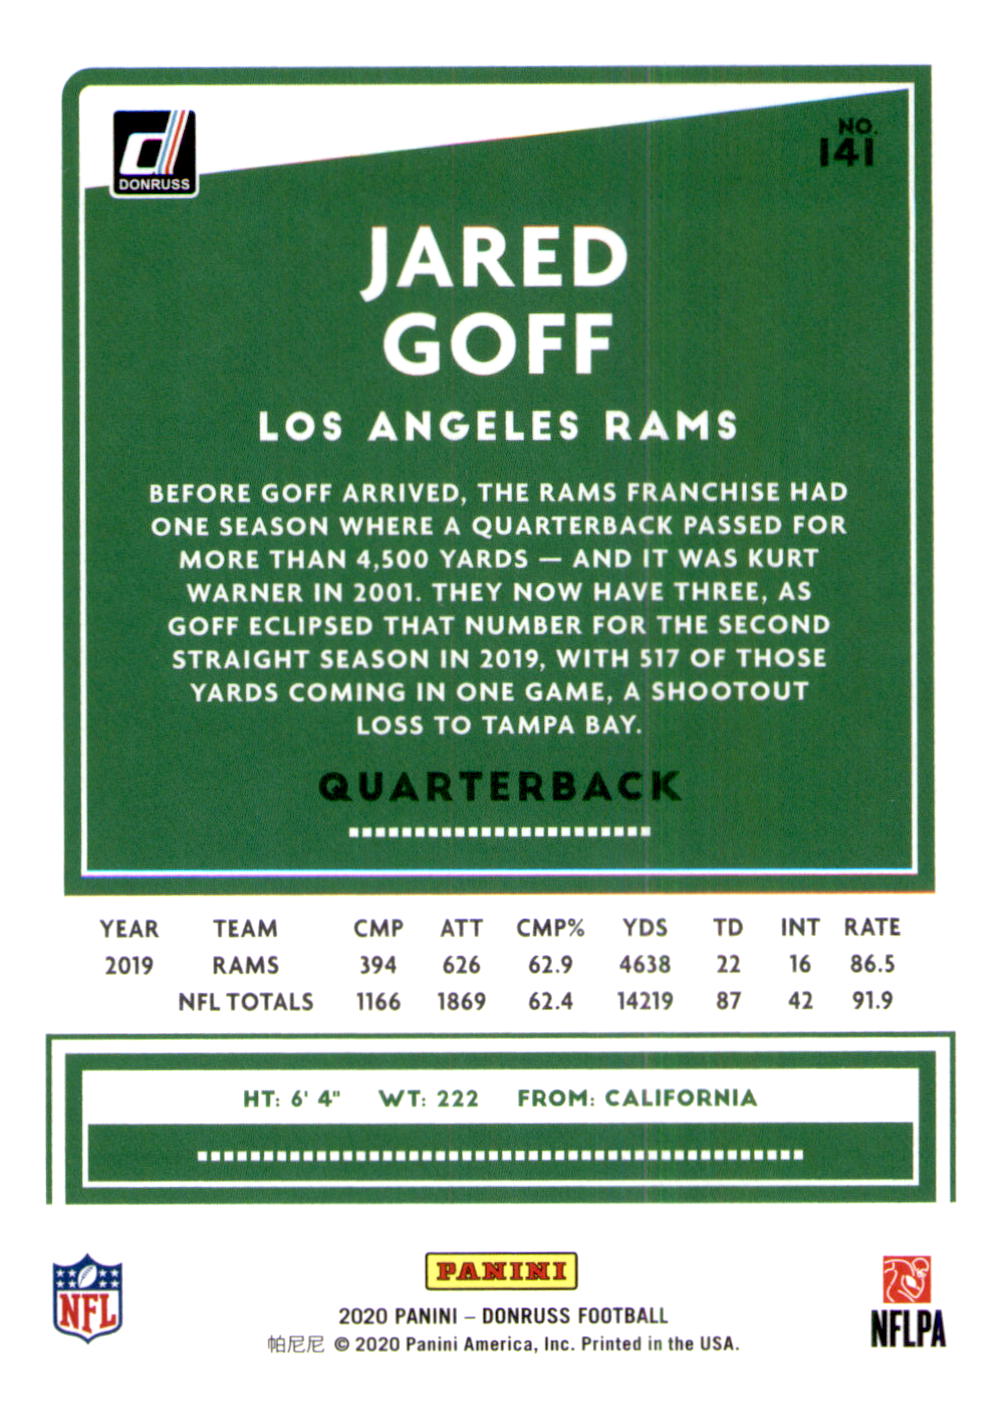 DONRUSS
NO.
141
JARED
GOFF
LOS ANGELES RAMS
BEFORE GOFF ARRIVED, THE RAMS FRANCHISE HAD
ONE SEASON WHERE A QUARTERBACK PASSED FOR
MORE THAN 4,500 YARDS — AND IT WAS KURT
WARNER IN 2001. THEY NOW HAVE THREE, AS
GOFF ECLIPSED THAT NUMBER FOR THE SECOND
STRAIGHT SEASON IN 2019, WITH 517 OF THOSE
YARDS COMING IN ONE GAME, A SHOOTOUT
LOSS TO TAMPA BAY.
QUARTERBACK
YEAR TEAM CMP ATT CMP% YDS TD INT RATE
2019 RAMS 394 626 62.9 4638 22 16 86.5
NFL TOTALS 1166 1869 62.4 14219 87 42 91.9
HT: 6' 4" WT: 222 FROM: CALIFORNIA
NFL
PANINI
NFLPA
2020 PANINI – DONRUSS FOOTBALL
帕尼尼 © 2020 Panini America, Inc. Printed in the USA.